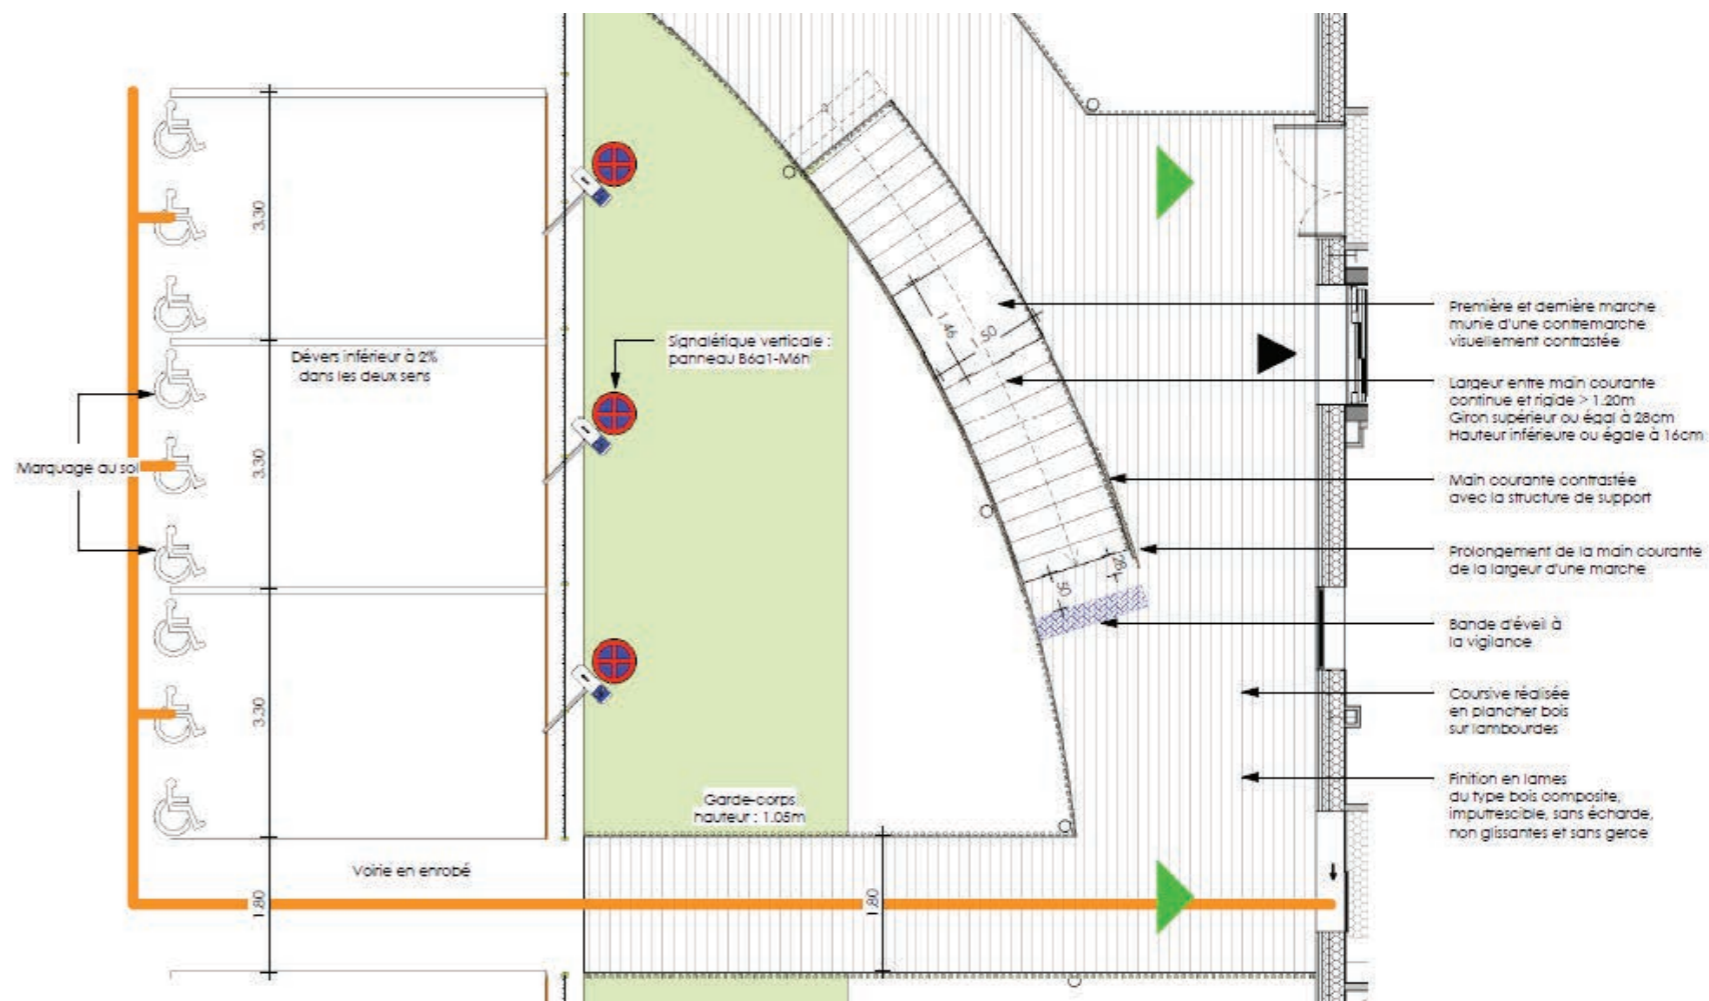 3.30
Dévers inférieur à 2%
dans les deux sens
3.30
Marquage au sol
3.30
Voirie en enrobé
1.80
Signalétique verticale :
panneau B6a1-M6h
Garde-corps
hauteur : 1.05m
1.80
1.46
50
28
50
Première et dernière marche
munie d'une contremarche
visuellement contrastée
Largeur entre main courante
continue et rigide > 1.20m
Giron supérieur ou égal à 28cm
Hauteur inférieure ou égale à 16cm
Main courante contrastée
avec la structure de support
Prolongement de la main courante
de la largeur d'une marche
Bande d'éveil à
la vigilance
Coursive réalisée
en plancher bois
sur lambourdes
Finition en lames
du type bois composite,
imputrescible, sans écharde,
non glissantes et sans gerce